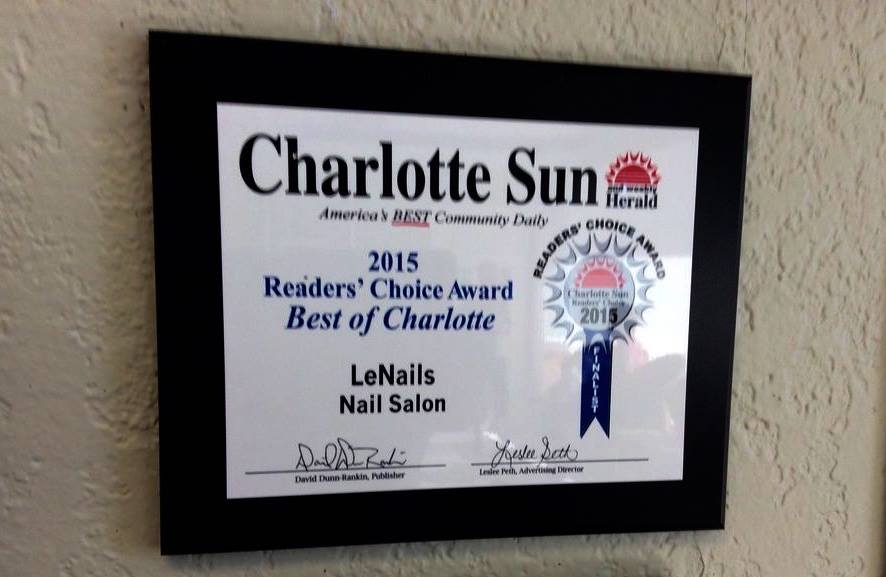 Charlotte Sun
and weekly
Herald
America's BEST Community Daily
READERS' CHOICE AWARD
2015
Readers' Choice Award
Best of Charlotte
Charlotte Sun
Readers' Choice
2015
FINALIST
LeNails
Nail Salon
David Dunn-Rankin, Publisher
Leslee Peth, Advertising Director